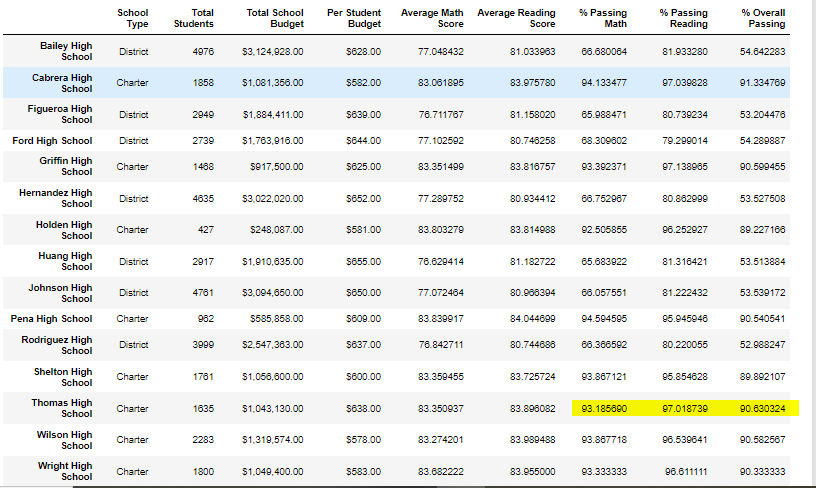 School Type Total Students Total School Budget Per Student Budget Average Math Score Average Reading Score % Passing Math % Passing Reading % Overall Passing
Bailey High School District 4976 $3,124,928.00 $628.00 77.048432 81.033963 66.680064 81.933280 54.642283
Cabrera High School Charter 1858 $1,081,356.00 $582.00 83.061895 83.975780 94.133477 97.039828 91.334769
Figueroa High School District 2949 $1,884,411.00 $639.00 76.711767 81.158020 65.988471 80.739234 53.204476
Ford High School District 2739 $1,763,916.00 $644.00 77.102592 80.746258 68.309602 79.299014 54.289887
Griffin High School Charter 1468 $917,500.00 $625.00 83.351499 83.816757 93.392371 97.138965 90.599455
Hernandez High School District 4635 $3,022,020.00 $652.00 77.289752 80.934412 66.752967 80.862999 53.527508
Holden High School Charter 427 $248,087.00 $581.00 83.803279 83.814988 92.505855 96.252927 89.227166
Huang High School District 2917 $1,910,635.00 $655.00 76.629414 81.182722 65.683922 81.316421 53.513884
Johnson High School District 4761 $3,094,650.00 $650.00 77.072464 80.966394 66.057551 81.222432 53.539172
Pena High School Charter 962 $585,858.00 $609.00 83.839917 84.044699 94.594595 95.945946 90.540541
Rodriguez High School District 3999 $2,547,363.00 $637.00 76.842711 80.744686 66.366592 80.220055 52.988247
Shelton High School Charter 1761 $1,056,600.00 $600.00 83.359455 83.725724 93.867121 95.854628 89.892107
Thomas High School Charter 1635 $1,043,130.00 $638.00 83.350937 83.896082 93.185690 97.018739 90.630324
Wilson High School Charter 2283 $1,319,574.00 $578.00 83.274201 83.989488 93.867718 96.539641 90.582567
Wright High School Charter 1800 $1,049,400.00 $583.00 83.682222 83.955000 93.333333 96.611111 90.333333